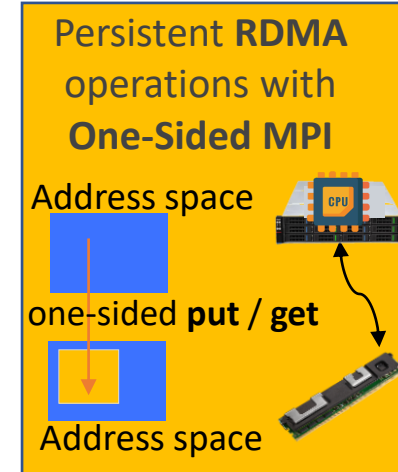 Persistent RDMA
operations with
One-Sided MPI
Address space
CPU
one-sided put / get
Address space